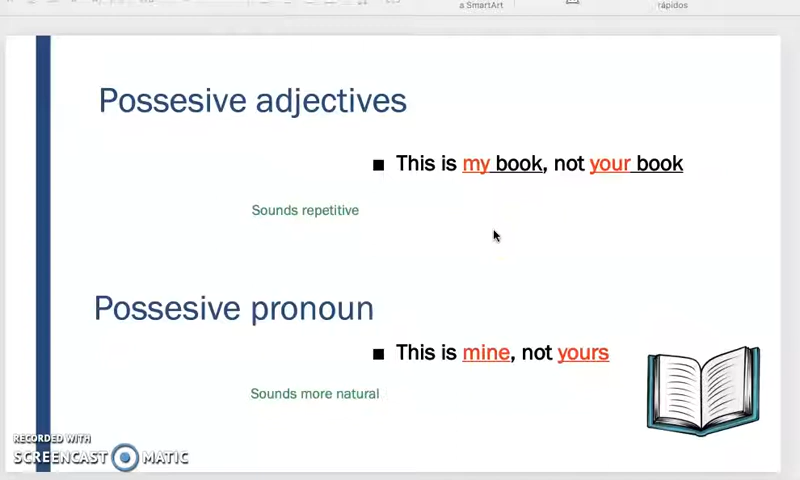 a SmartArt
rápidos
Possesive adjectives
■ This is my book, not your book
Sounds repetitive
Possesive pronoun
■ This is mine, not yours
Sounds more natural
RECORDED WITH
SCREENCAST MATIC